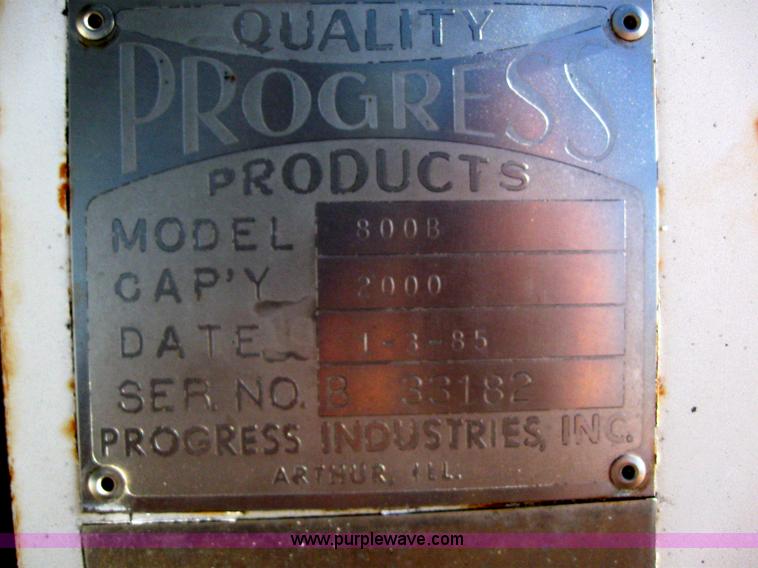 QUALITY
PROGRESS
PRODUCTS
MODEL 800B
CAP'Y 2000
DATE 1-3-85
SER. NO. B 33182
PROGRESS INDUSTRIES, INC.
ARTHUR, ILL.
www.purplewave.com